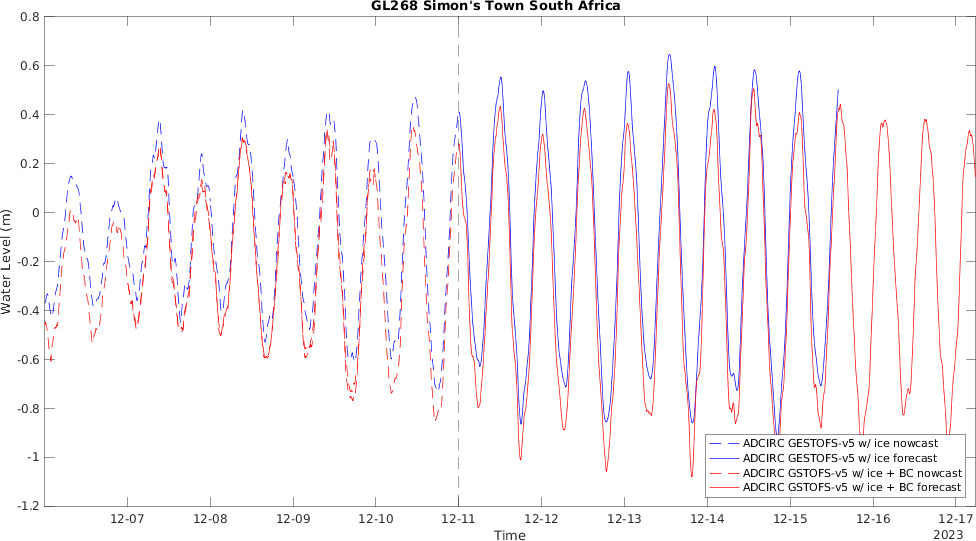 GL268 Simon's Town South Africa
0.8
0.6
0.4
0.2
0
-0.2
-0.4
-0.6
-0.8
-1
-1.2
Water Level (m)
ADCIRC GESTOFS-v5 w/ ice nowcast
ADCIRC GESTOFS-v5 w/ ice forecast
ADCIRC GSTOFS-v5 w/ ice + BC nowcast
ADCIRC GSTOFS-v5 w/ ice + BC forecast
12-07 12-08 12-09 12-10 12-11 12-12 12-13 12-14 12-15 12-16 12-17
Time
2023